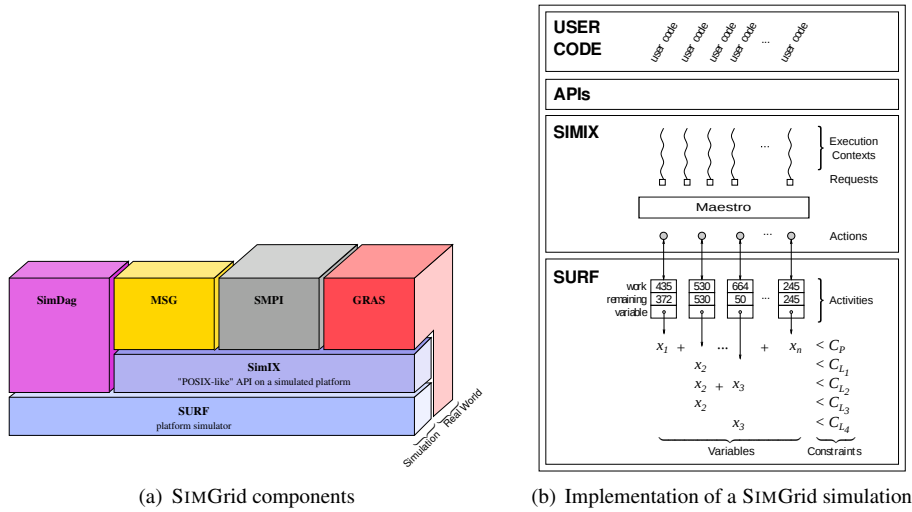 SimDag
MSG
SMPI
GRAS
SimIX
"POSIX-like" API on a simulated platform
SURF
platform simulator
Simulation
Real World
(a) SIMGrid components
USER
CODE
user code user code user code user code ... user code
APIs
SIMIX
...
Execution
Contexts
Requests
Maestro
... Actions
SURF
work 435 530 664 245
remaining 372 530 50 ... 245 Activities
variable
x1 + ... + xn < CP
x2 < CL1
x2 + x3 < CL2
x2 < CL3
x3 < CL4
Variables Constraints
(b) Implementation of a SIMGrid simulation